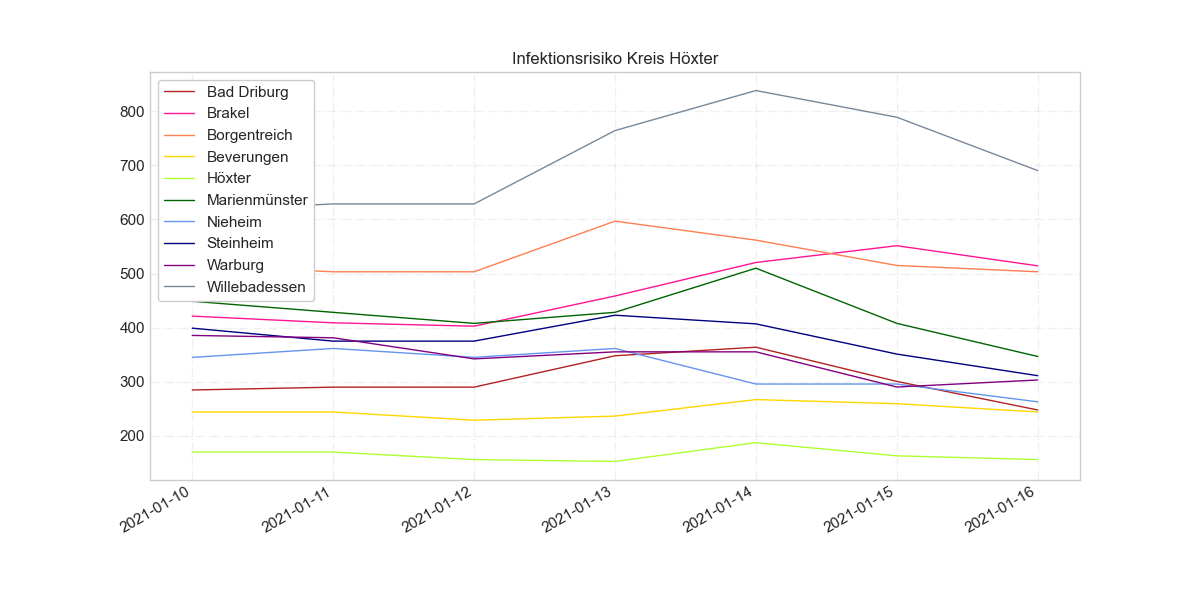 Infektionsrisiko Kreis Höxter
Bad Driburg
Brakel
Borgentreich
Beverungen
Höxter
Marienmünster
Nieheim
Steinheim
Warburg
Willebadessen
800
700
600
500
400
300
200
2021-01-10
2021-01-11
2021-01-12
2021-01-13
2021-01-14
2021-01-15
2021-01-16